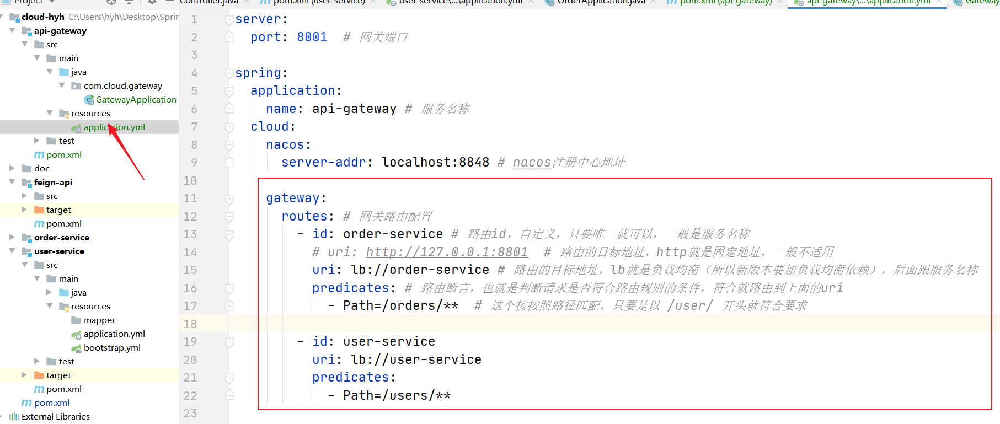 Project
Controller.java
pom.xml (user-service)
user-service\...\application.yml
OrderApplication.java
pom.xml (api-gateway)
api-gateway\...\application.yml
Gateway
cloud-hyh C:\Users\hyh\Desktop\Sprin
api-gateway
src
main
java
com.cloud.gateway
GatewayApplication
resources
application.yml
test
pom.xml
doc
feign-api
src
target
pom.xml
order-service
user-service
src
main
java
resources
mapper
application.yml
bootstrap.yml
test
target
pom.xml
pom.xml
External Libraries
1 server:
2 port: 8001 # 网关端口
3
4 spring:
5 application:
6 name: api-gateway # 服务名称
7 cloud:
8 nacos:
9 server-addr: localhost:8848 # nacos注册中心地址
10
11 gateway:
12 routes: # 网关路由配置
13 - id: order-service # 路由id，自定义，只要唯一就可以，一般是服务名称
14 # uri: http://127.0.0.1:8801 # 路由的目标地址，http就是固定地址，一般不适用
15 uri: lb://order-service # 路由的目标地址，lb就是负载均衡（所以新版本要加负载均衡依赖），后面跟服务名称
16 predicates: # 路由断言，也就是判断请求是否符合路由规则的条件，符合就路由到上面的uri
17 - Path=/orders/** # 这个按按照路径匹配，只要是以 /user/ 开头就符合要求
18
19 - id: user-service
20 uri: lb://user-service
21 predicates:
22 - Path=/users/**
23